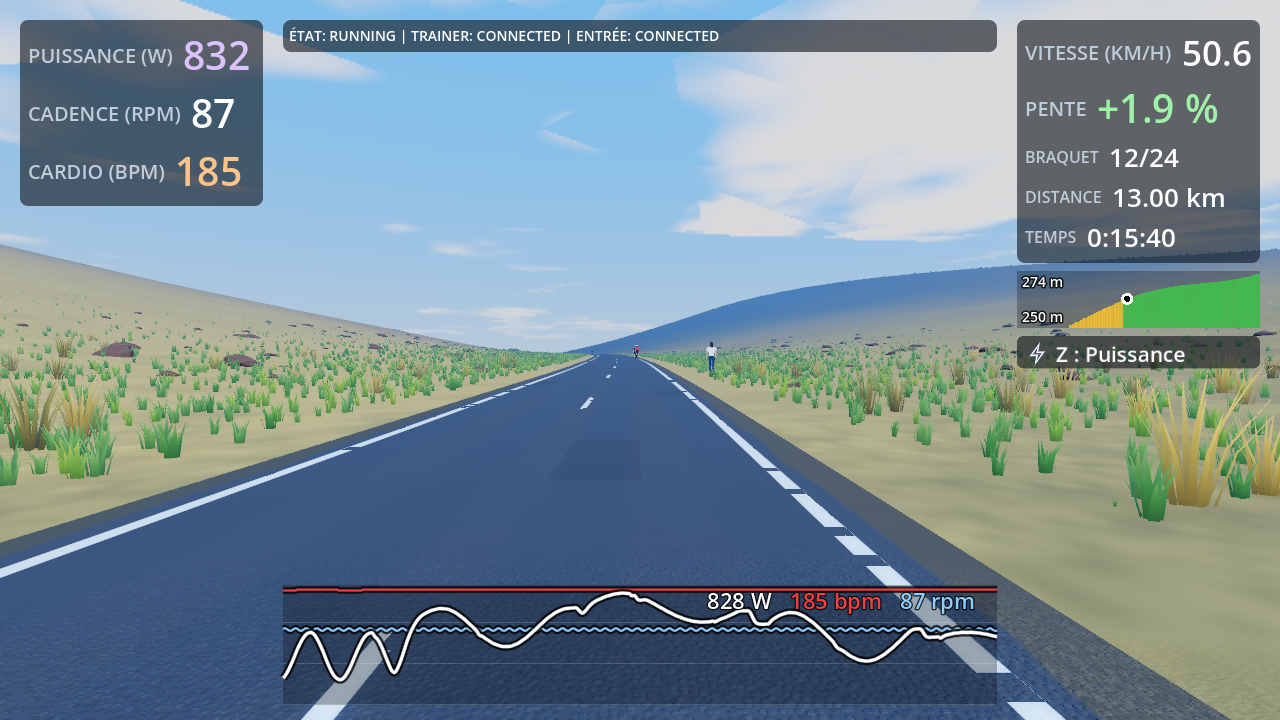 PUISSANCE (W) 832
CADENCE (RPM) 87
CARDIO (BPM) 185
ÉTAT: RUNNING | TRAINER: CONNECTED | ENTRÉE: CONNECTED
VITESSE (KM/H) 50.6
PENTE +1.9 %
BRAQUET 12/24
DISTANCE 13.00 km
TEMPS 0:15:40
274 m
250 m
Z : Puissance
828 W 185 bpm 87 rpm